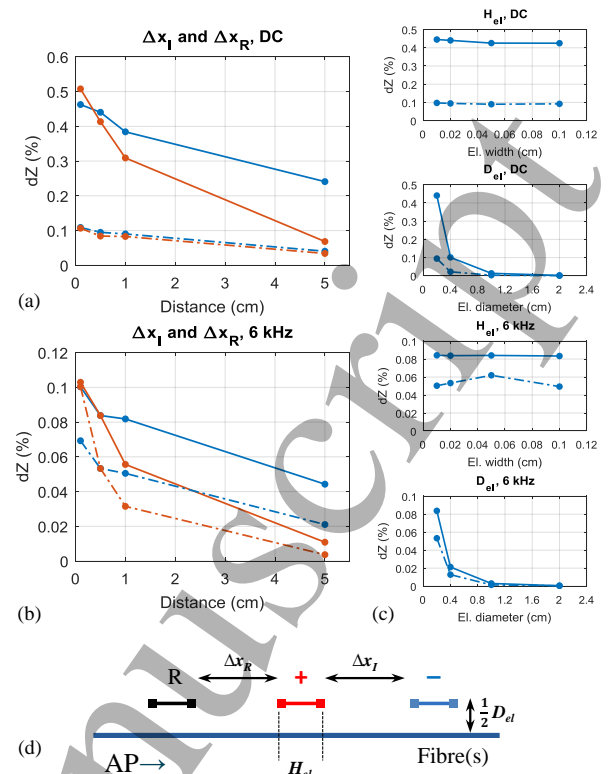 Δx_I and Δx_R, DC
0.6
0.5
0.4
0.3
0.2
0.1
0
dZ (%)
0 1 2 3 4 5
Distance (cm)
(a)
Δx_I and Δx_R, 6 kHz
0.12
0.1
0.08
0.06
0.04
0.02
0
dZ (%)
0 1 2 3 4 5
Distance (cm)
(b)
H_el, DC
0.5
0.4
0.3
0.2
0.1
0
dZ (%)
0 0.02 0.04 0.06 0.08 0.1 0.12
El. width (cm)
D_el, DC
0.5
0.4
0.3
0.2
0.1
0
dZ (%)
0 0.4 0.8 1.2 1.6 2 2.4
El. diameter (cm)
H_el, 6 kHz
0.1
0.08
0.06
0.04
0.02
0
dZ (%)
0 0.02 0.04 0.06 0.08 0.1 0.12
El. width (cm)
D_el, 6 kHz
0.1
0.08
0.06
0.04
0.02
0
dZ (%)
0 0.4 0.8 1.2 1.6 2 2.4
El. diameter (cm)
(c)
R Δx_R + Δx_I −
1/2 D_el
(d) AP→ H_el Fibre(s)
nuscript